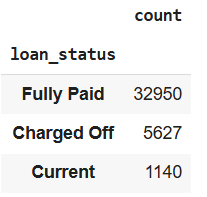 count
loan_status
Fully Paid 32950
Charged Off 5627
Current 1140